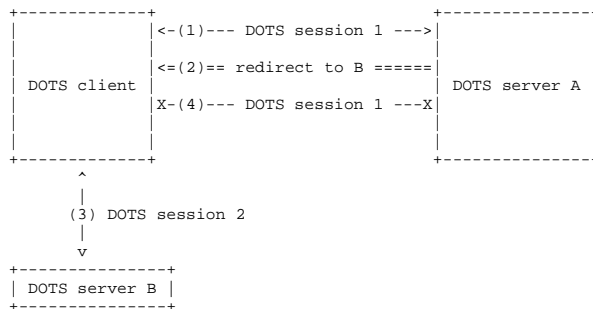 <-(1)--- DOTS session 1 --->
<=(2)== redirect to B ======
DOTS client
DOTS server A
X-(4)--- DOTS session 1 ---X
(3) DOTS session 2
DOTS server B